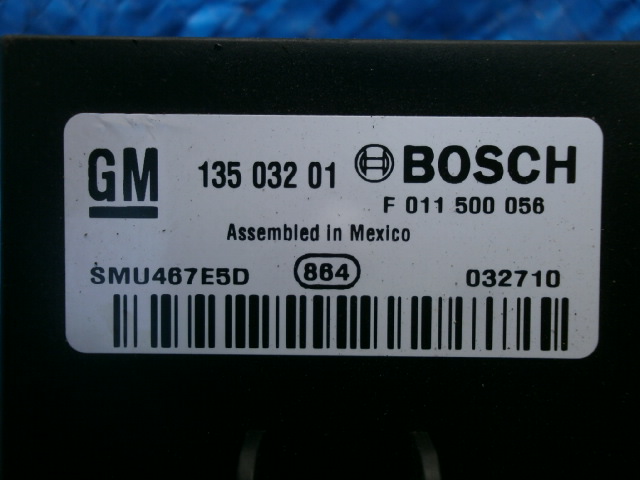 GM 135 032 01 BOSCH
F 011 500 056
Assembled in Mexico
SMU467E5D 864 032710